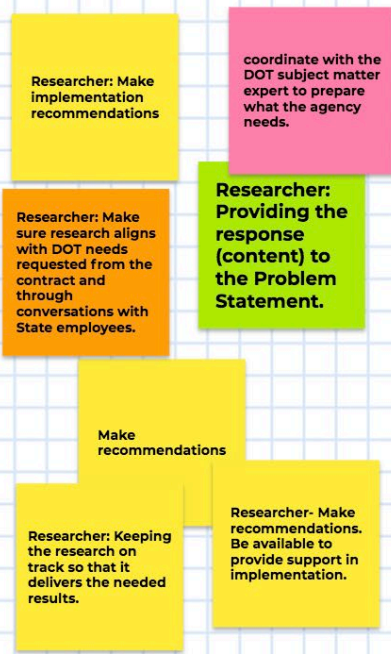 Researcher: Make
implementation
recommendations
coordinate with the
DOT subject matter
expert to prepare
what the agency
needs.
Researcher: Make
sure research aligns
with DOT needs
requested from the
contract and
through
conversations with
State employees.
Researcher:
Providing the
response
(content) to
the Problem
Statement.
Make
recommendations
Researcher: Keeping
the research on
track so that it
delivers the needed
results.
Researcher- Make
recommendations.
Be available to
provide support in
implementation.